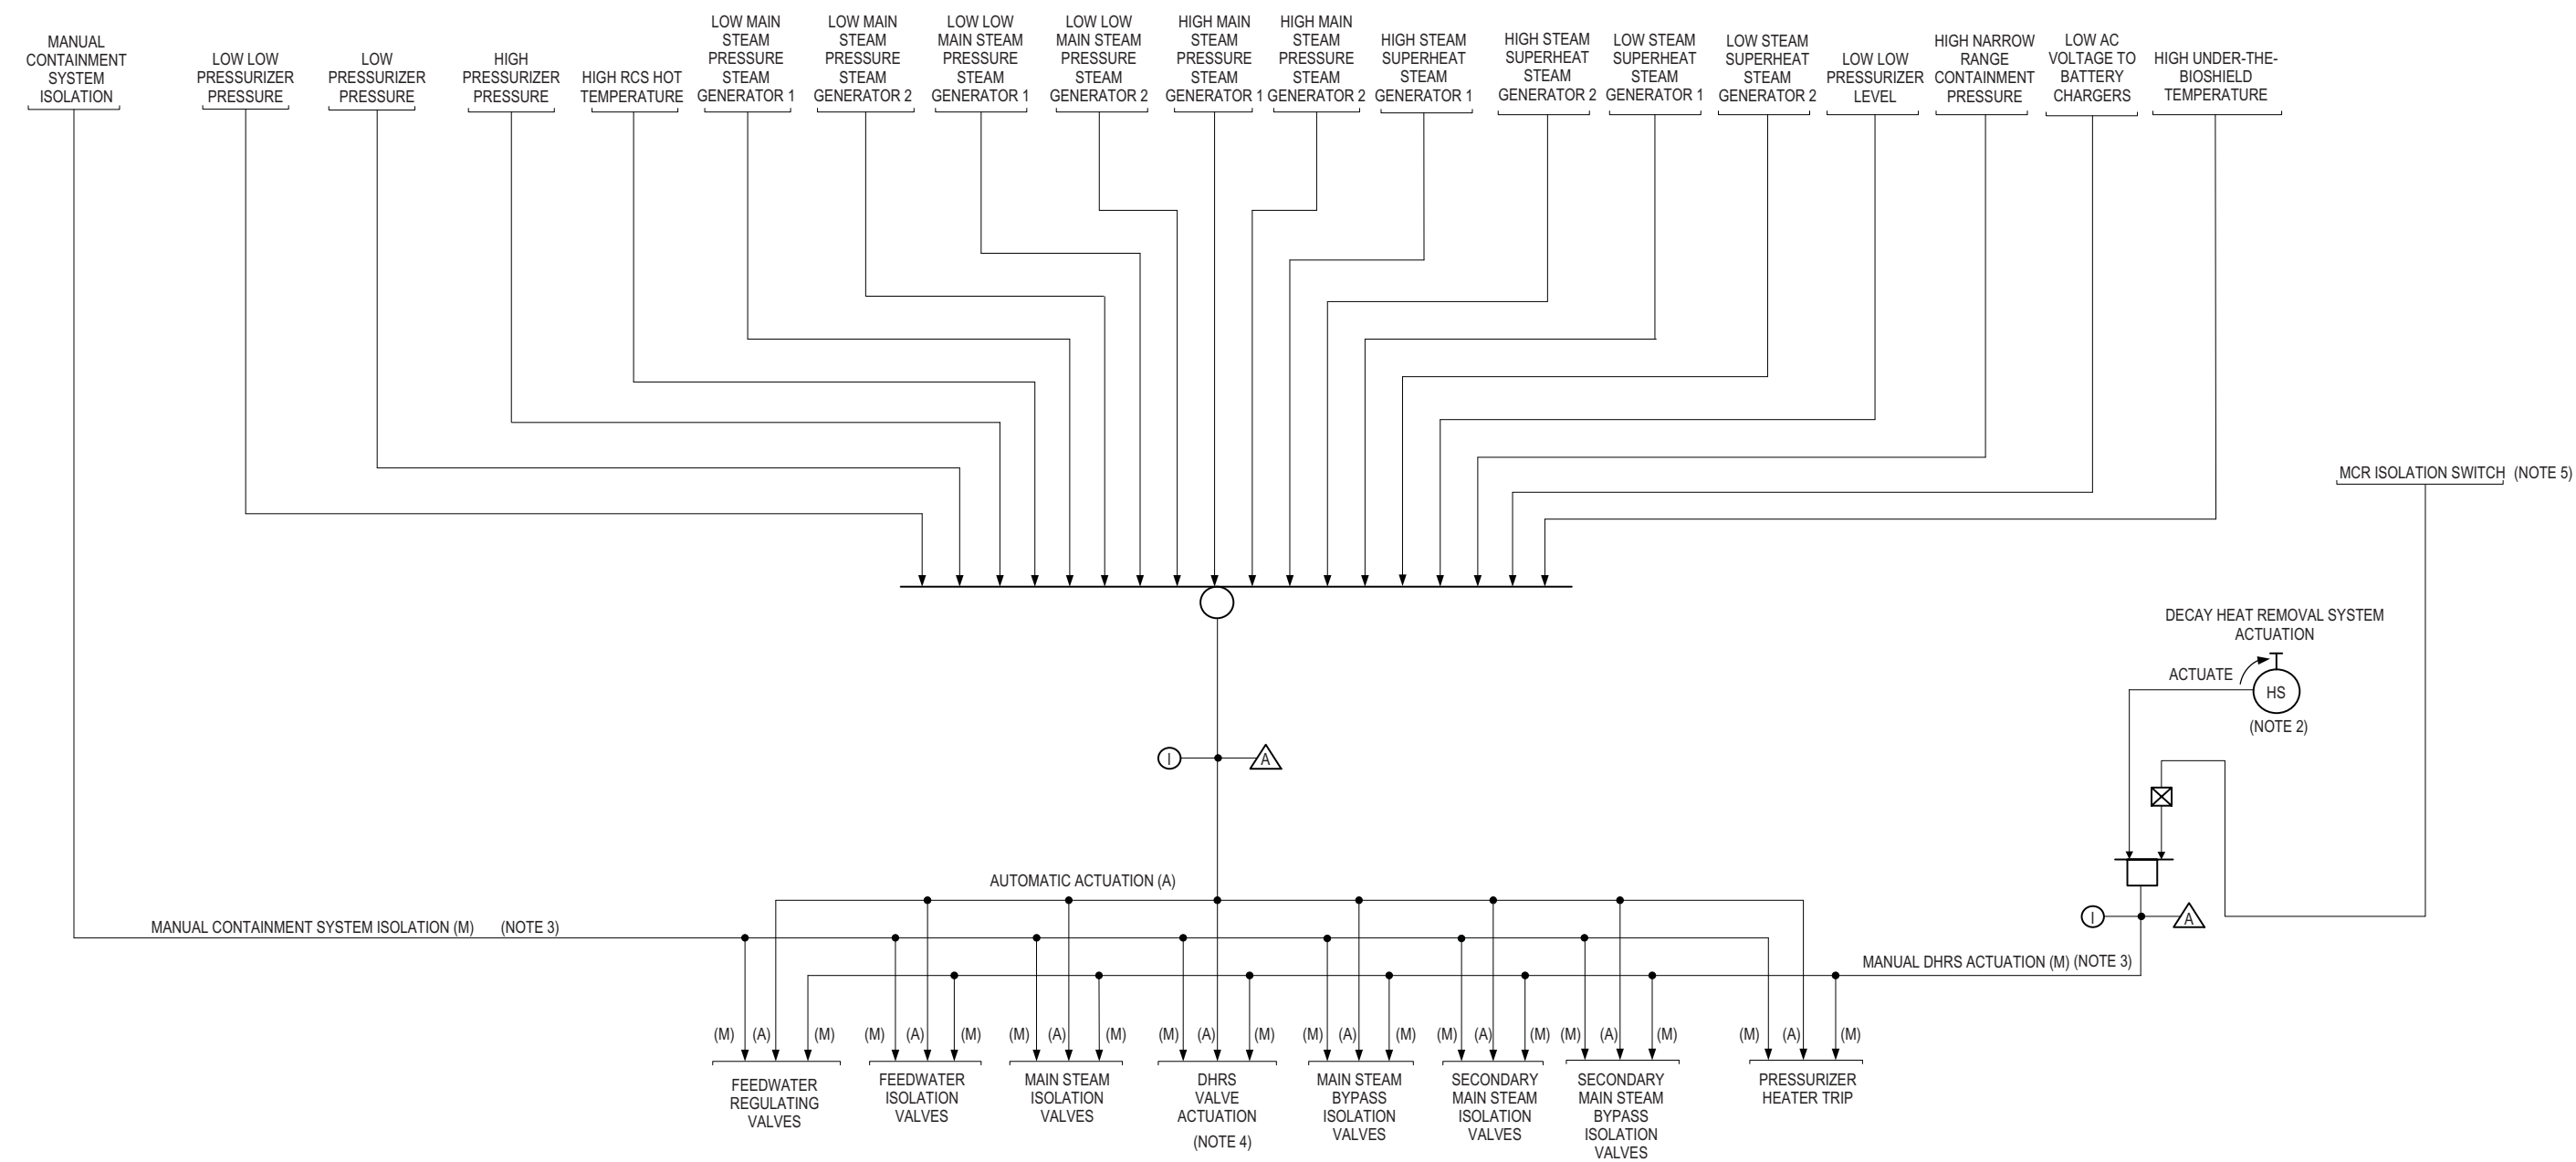 MANUAL
CONTAINMENT
SYSTEM
ISOLATION
LOW LOW
PRESSURIZER
PRESSURE
LOW
PRESSURIZER
PRESSURE
HIGH
PRESSURIZER
PRESSURE
HIGH RCS HOT
TEMPERATURE
LOW MAIN
STEAM
PRESSURE
STEAM
GENERATOR 1
LOW MAIN
STEAM
PRESSURE
STEAM
GENERATOR 2
LOW LOW
MAIN STEAM
PRESSURE
STEAM
GENERATOR 1
LOW LOW
MAIN STEAM
PRESSURE
STEAM
GENERATOR 2
HIGH MAIN
STEAM
PRESSURE
STEAM
GENERATOR 1
HIGH MAIN
STEAM
PRESSURE
STEAM
GENERATOR 2
HIGH STEAM
SUPERHEAT
STEAM
GENERATOR 1
HIGH STEAM
SUPERHEAT
STEAM
GENERATOR 2
LOW STEAM
SUPERHEAT
STEAM
GENERATOR 1
LOW STEAM
SUPERHEAT
STEAM
GENERATOR 2
LOW LOW
PRESSURIZER
LEVEL
HIGH NARROW
RANGE
CONTAINMENT
PRESSURE
LOW AC
VOLTAGE TO
BATTERY
CHARGERS
HIGH UNDER-THE-
BIOSHIELD
TEMPERATURE
MCR ISOLATION SWITCH (NOTE 5)
DECAY HEAT REMOVAL SYSTEM
ACTUATION
ACTUATE
HS
(NOTE 2)
I
A
AUTOMATIC ACTUATION (A)
MANUAL CONTAINMENT SYSTEM ISOLATION (M) (NOTE 3)
I
A
MANUAL DHRS ACTUATION (M) (NOTE 3)
(M) (A) (M)
(M) (A) (M)
(M) (A) (M)
(M) (A) (M)
(M) (A) (M)
(M) (A) (M)
(M) (A) (M)
(M) (A) (M)
FEEDWATER
REGULATING
VALVES
FEEDWATER
ISOLATION
VALVES
MAIN STEAM
ISOLATION
VALVES
DHRS
VALVE
ACTUATION
(NOTE 4)
MAIN STEAM
BYPASS
ISOLATION
VALVES
SECONDARY
MAIN STEAM
ISOLATION
VALVES
SECONDARY
MAIN STEAM
BYPASS
ISOLATION
VALVES
PRESSURIZER
HEATER TRIP